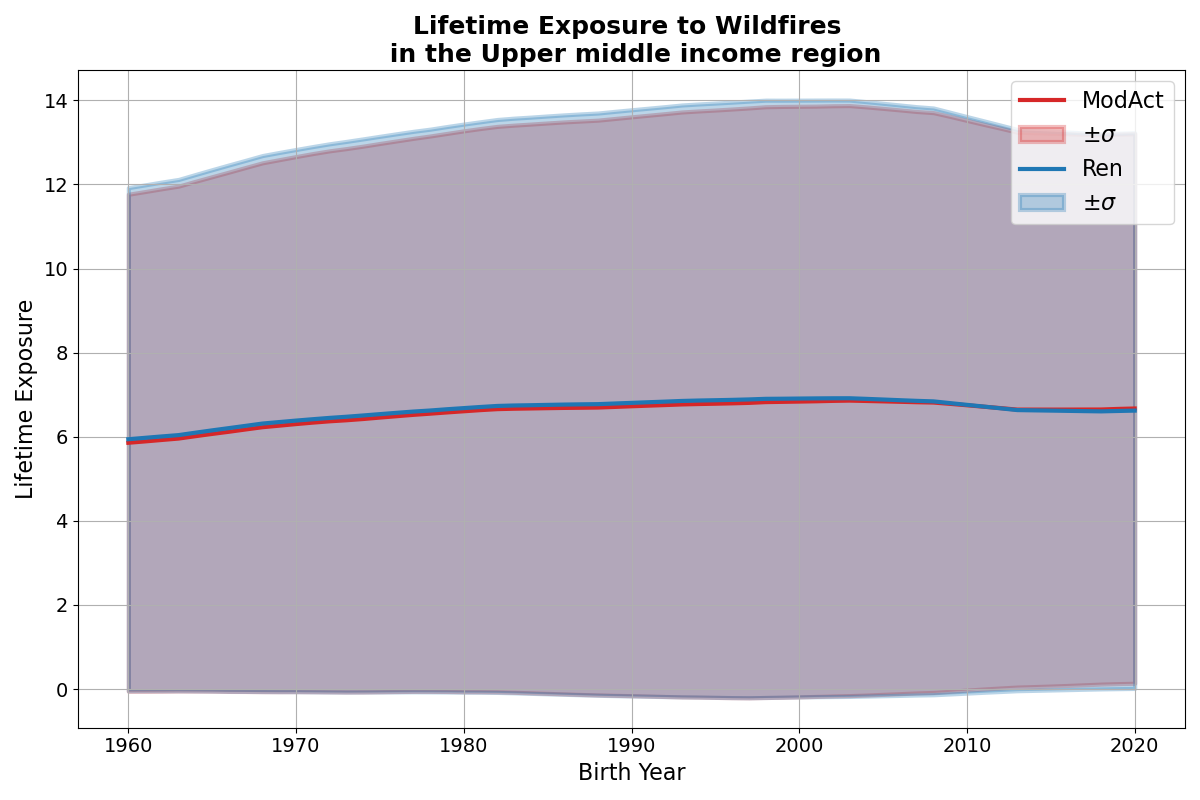 Lifetime Exposure to Wildfires
in the Upper middle income region
14
12
10
8
6
4
2
0
Lifetime Exposure
ModAct
±σ
Ren
±σ
1960
1970
1980
1990
2000
2010
2020
Birth Year